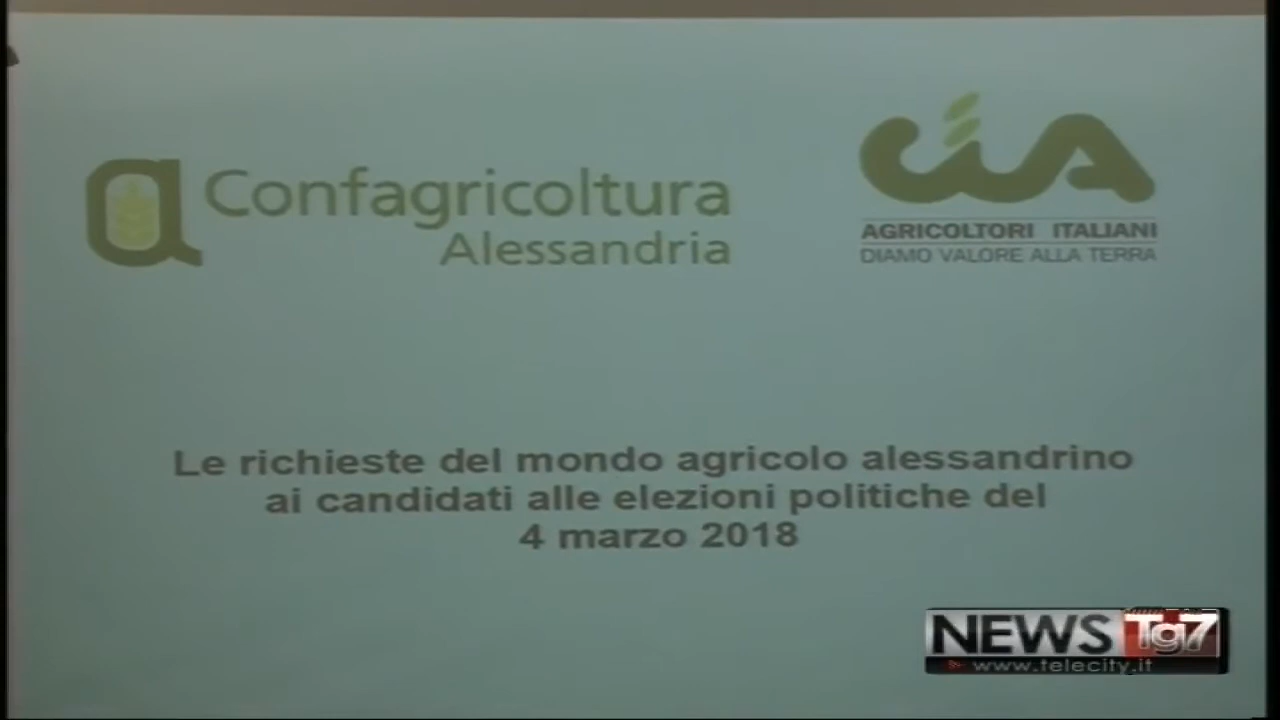 Confagricoltura
Alessandria
CIA
AGRICOLTORI ITALIANI
DIAMO VALORE ALLA TERRA
Le richieste del mondo agricolo alessandrino
ai candidati alle elezioni politiche del
4 marzo 2018
NEWS Tg7
www.telecity.it